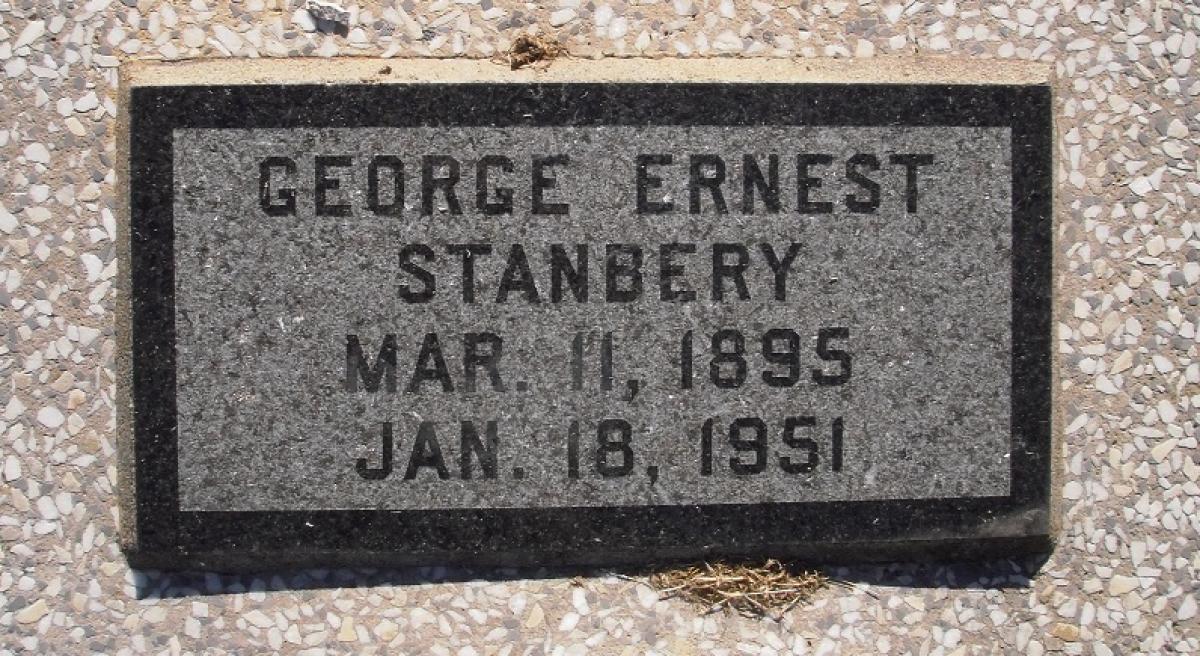 GEORGE ERNEST
STANBERY
MAR. 11, 1895
JAN. 18, 1951